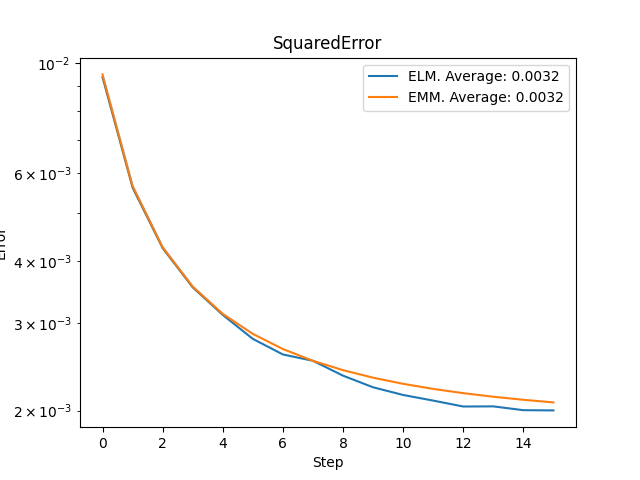 SquaredError
ELM. Average: 0.0032
EMM. Average: 0.0032
10⁻²
6 × 10⁻³
4 × 10⁻³
3 × 10⁻³
2 × 10⁻³
Error
0 2 4 6 8 10 12 14
Step